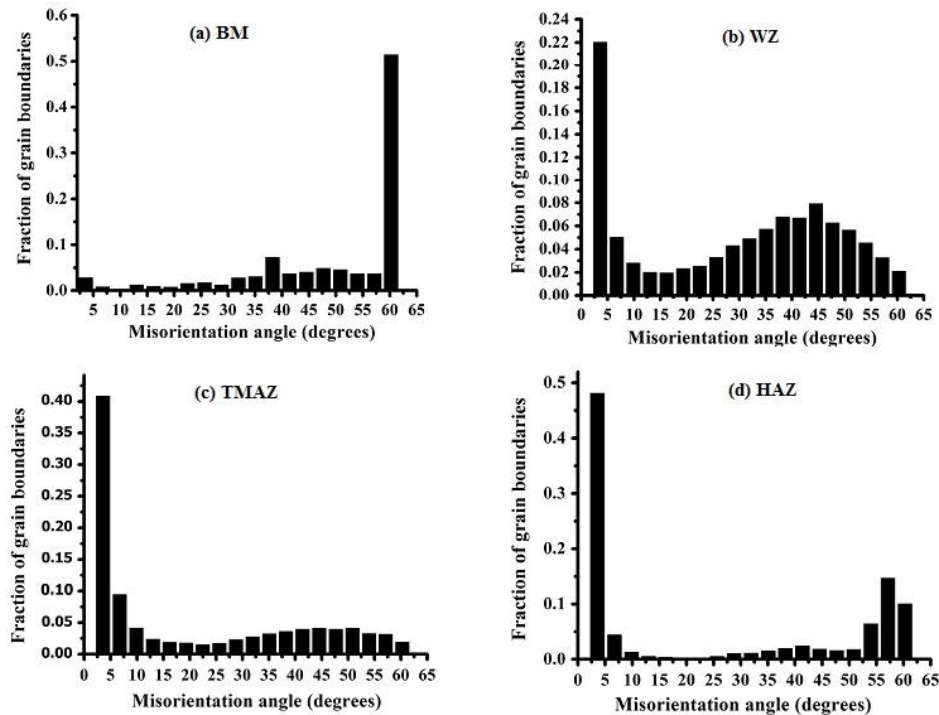 (a) BM
Fraction of grain boundaries
0.6
0.5
0.4
0.3
0.2
0.1
0.0
5 10 15 20 25 30 35 40 45 50 55 60 65
Misorientation angle (degrees)
(b) WZ
Fraction of grain boundaries
0.24
0.22
0.20
0.18
0.16
0.14
0.12
0.10
0.08
0.06
0.04
0.02
0.00
0 5 10 15 20 25 30 35 40 45 50 55 60 65
Misorientation angle (degrees)
(c) TMAZ
Fraction of grain boundaries
0.40
0.35
0.30
0.25
0.20
0.15
0.10
0.05
0.00
0 5 10 15 20 25 30 35 40 45 50 55 60 65
Misorientation angle (degrees)
(d) HAZ
Fraction of grain boundaries
0.5
0.4
0.3
0.2
0.1
0.0
0 5 10 15 20 25 30 35 40 45 50 55 60 65
Misorientation angle (degrees)